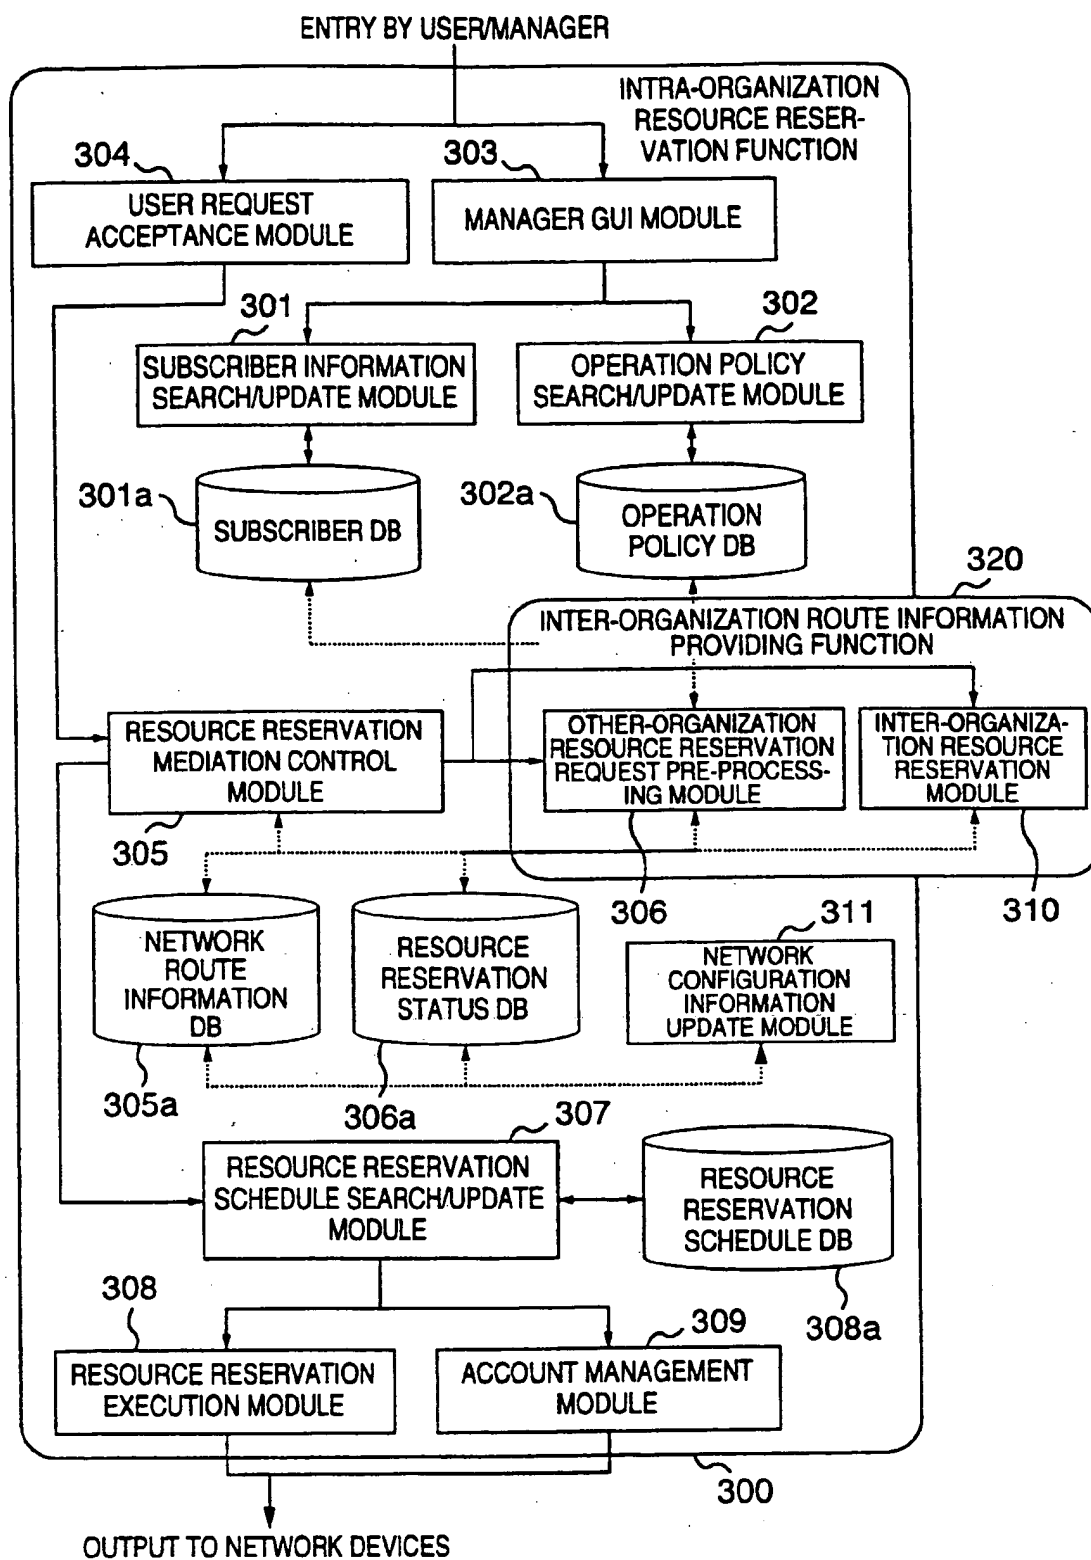 ENTRY BY USER/MANAGER
INTRA-ORGANIZATION
RESOURCE RESER-
VATION FUNCTION
304
303
USER REQUEST
ACCEPTANCE MODULE
MANAGER GUI MODULE
301
302
SUBSCRIBER INFORMATION
SEARCH/UPDATE MODULE
OPERATION POLICY
SEARCH/UPDATE MODULE
301a
SUBSCRIBER DB
302a
OPERATION
POLICY DB
320
INTER-ORGANIZATION ROUTE INFORMATION
PROVIDING FUNCTION
RESOURCE RESERVATION
MEDIATION CONTROL
MODULE
OTHER-ORGANIZATION
RESOURCE RESERVATION
REQUEST PRE-PROCESS-
ING MODULE
INTER-ORGANIZA-
TION RESOURCE
RESERVATION
MODULE
305
306
310
311
NETWORK
ROUTE
INFORMATION
DB
RESOURCE
RESERVATION
STATUS DB
NETWORK
CONFIGURATION
INFORMATION
UPDATE MODULE
305a
306a
307
RESOURCE RESERVATION
SCHEDULE SEARCH/UPDATE
MODULE
RESOURCE
RESERVATION
SCHEDULE DB
308
309
308a
RESOURCE RESERVATION
EXECUTION MODULE
ACCOUNT MANAGEMENT
MODULE
300
OUTPUT TO NETWORK DEVICES